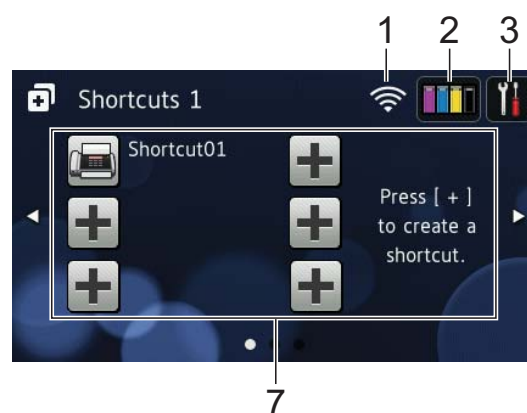 1 2 3
Shortcuts 1
Shortcut01
Press [ + ]
to create a
shortcut.
7